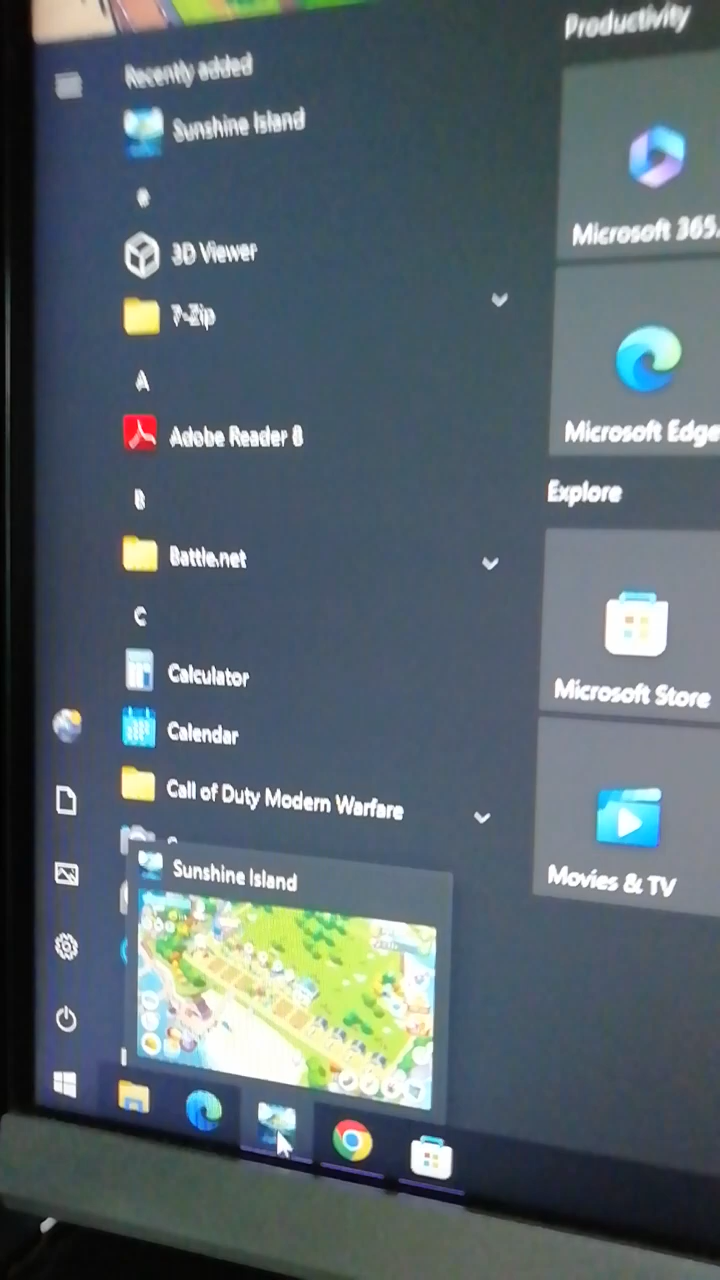 Productivity
Recently added
Sunshine Island
#
3D Viewer
Microsoft 365
7-Zip
A
Adobe Reader 8
Microsoft Edge
B
Explore
Battle.net
C
Calculator
Microsoft Store
Calendar
Call of Duty Modern Warfare
Sunshine Island
Movies & TV